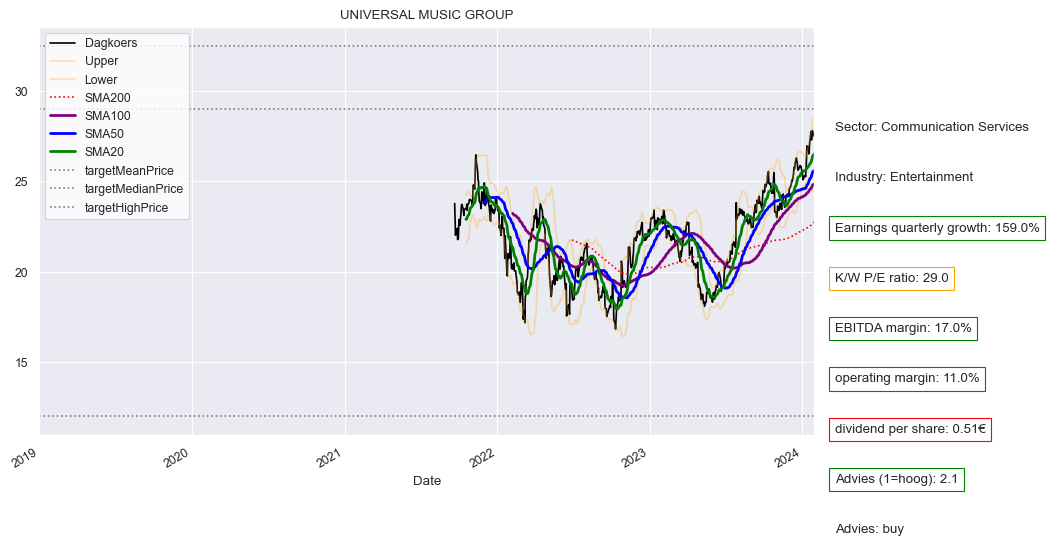 UNIVERSAL MUSIC GROUP
Dagkoers
Upper
Lower
SMA200
SMA100
SMA50
SMA20
targetMeanPrice
targetMedianPrice
targetHighPrice
30
25
20
15
2019
2020
2021
2022
2023
2024
Date
Sector: Communication Services
Industry: Entertainment
Earnings quarterly growth: 159.0%
K/W P/E ratio: 29.0
EBITDA margin: 17.0%
operating margin: 11.0%
dividend per share: 0.51€
Advies (1=hoog): 2.1
Advies: buy